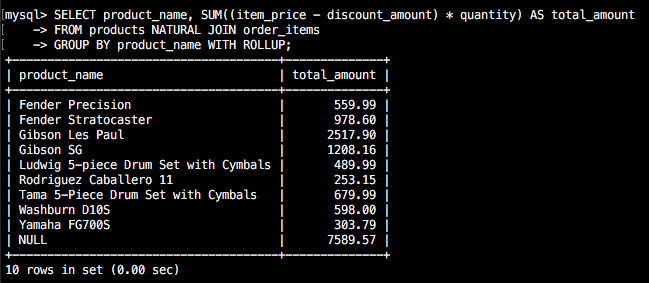 mysql> SELECT product_name, SUM((item_price - discount_amount) * quantity) AS total_amount
    -> FROM products NATURAL JOIN order_items
    -> GROUP BY product_name WITH ROLLUP;
+-----------------------------------+--------------+
| product_name                      | total_amount |
+-----------------------------------+--------------+
| Fender Precision                  |       559.99 |
| Fender Stratocaster               |       978.60 |
| Gibson Les Paul                   |      2517.90 |
| Gibson SG                         |      1208.16 |
| Ludwig 5-piece Drum Set with Cymbals |       489.99 |
| Rodriguez Caballero 11            |       253.15 |
| Tama 5-Piece Drum Set with Cymbals |       679.99 |
| Washburn D10S                     |       598.00 |
| Yamaha FG700S                     |       303.79 |
| NULL                              |      7589.57 |
+-----------------------------------+--------------+
10 rows in set (0.00 sec)